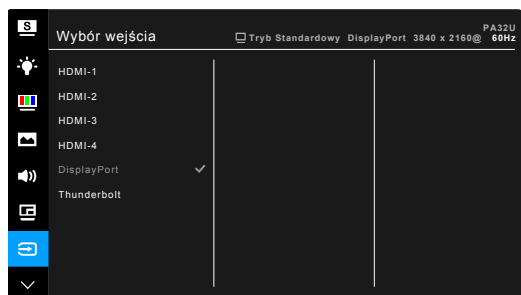 S
PA32U
Wybór wejścia
Tryb Standardowy DisplayPort 3840 x 2160@ 60Hz
HDMI-1
HDMI-2
HDMI-3
HDMI-4
DisplayPort
Thunderbolt